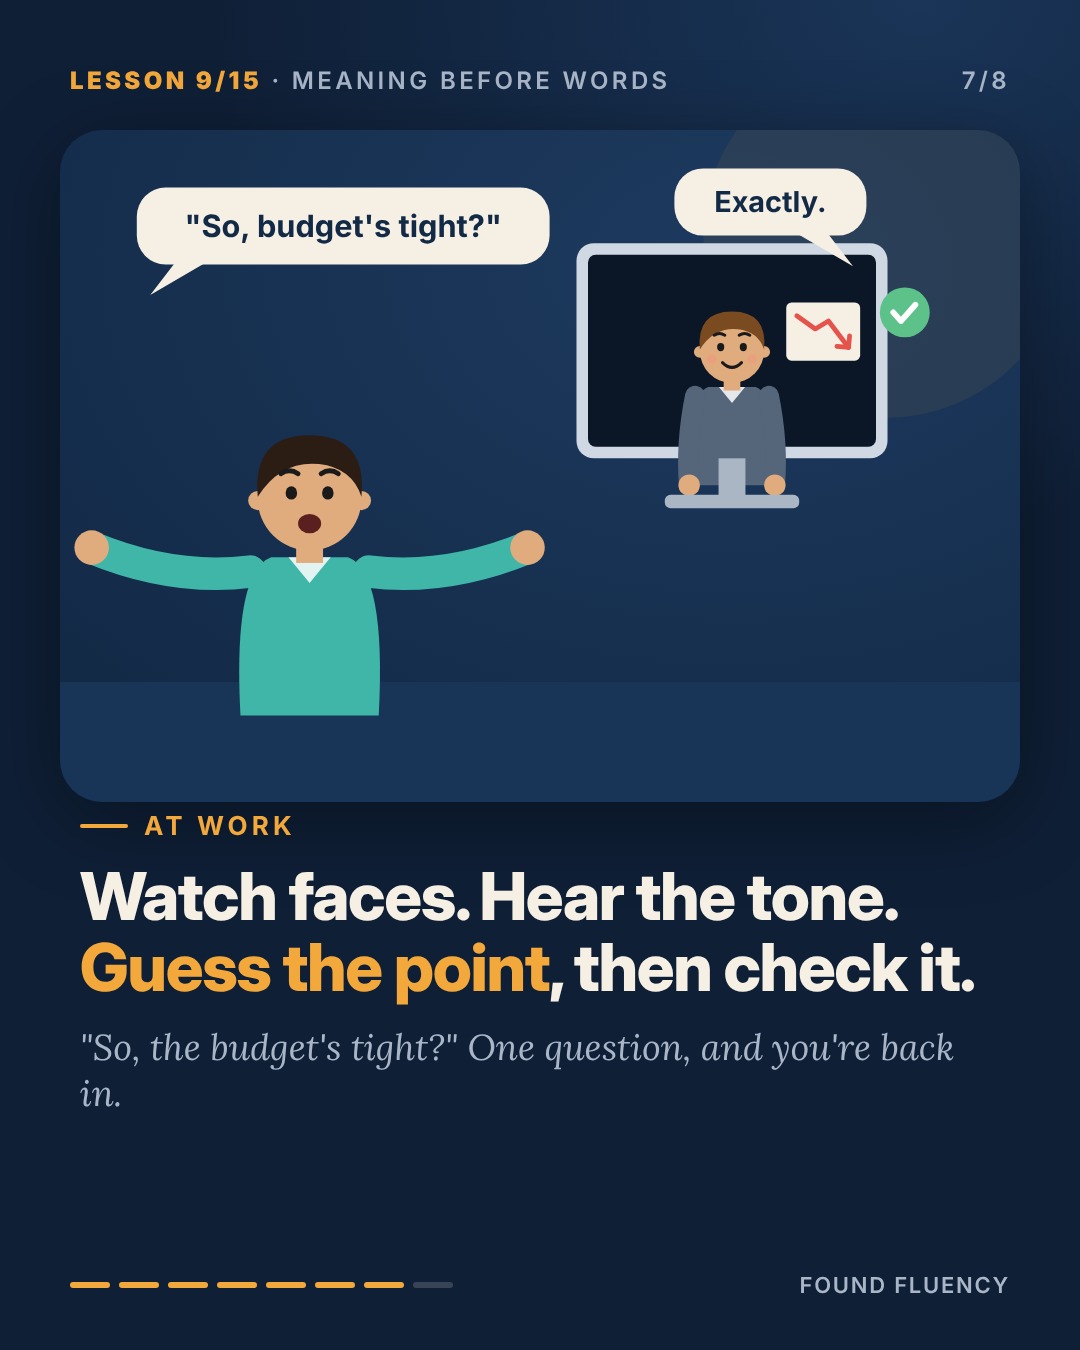 LESSON 9/15 · MEANING BEFORE WORDS
7/8
"So, budget's tight?"
Exactly.
AT WORK
Watch faces. Hear the tone.
Guess the point, then check it.
"So, the budget's tight?" One question, and you're back
in.
FOUND FLUENCY